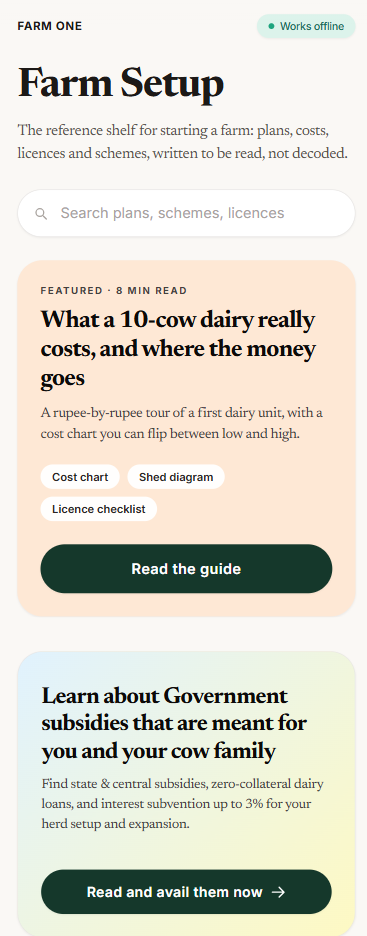 FARM ONE
Works offline
Farm Setup
The reference shelf for starting a farm: plans, costs,
licences and schemes, written to be read, not decoded.
Search plans, schemes, licences
FEATURED · 8 MIN READ
What a 10-cow dairy really
costs, and where the money
goes
A rupee-by-rupee tour of a first dairy unit, with a
cost chart you can flip between low and high.
Cost chart
Shed diagram
Licence checklist
Read the guide
Learn about Government
subsidies that are meant for
you and your cow family
Find state & central subsidies, zero-collateral dairy
loans, and interest subvention up to 3% for your
herd setup and expansion.
Read and avail them now →